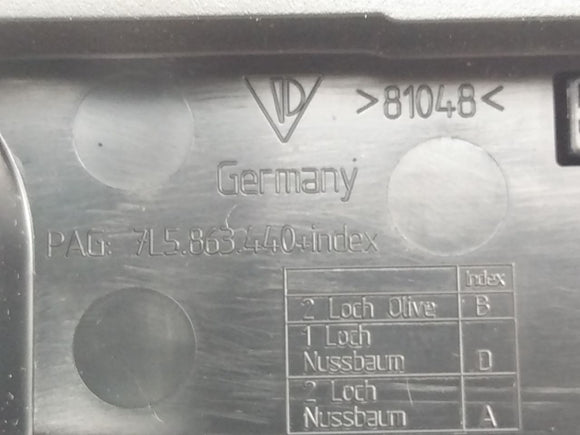 >81048<
Germany
PAG: 7L5.863.440+index
Index
2 Loch Olive B
1 Loch
Nussbaum D
2 Loch
Nussbaum A